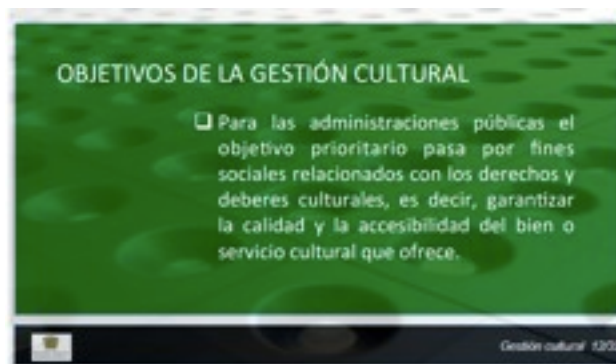 OBJETIVOS DE LA GESTIÓN CULTURAL
❑ Para las administraciones públicas el
objetivo prioritario pasa por fines
sociales relacionados con los derechos y
deberes culturales, es decir, garantizar
la calidad y la accesibilidad del bien o
servicio cultural que ofrece.
Gestión cultural